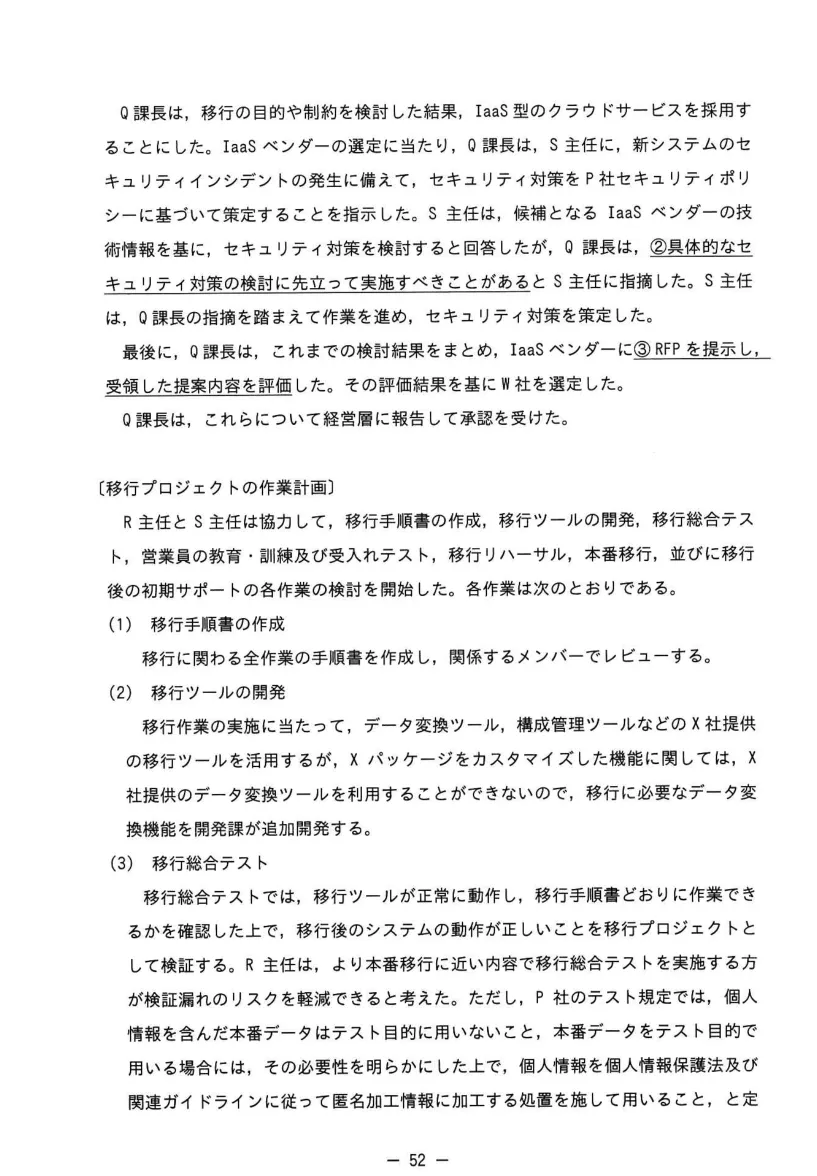 Q課長は，移行の目的や制約を検討した結果，IaaS型のクラウドサービスを採用す
ることにした。IaaSベンダーの選定に当たり，Q課長は，S主任に，新システムのセ
キュリティインシデントの発生に備えて，セキュリティ対策をP社セキュリティポリ
シーに基づいて策定することを指示した。S主任は，候補となる IaaS ベンダーの技
術情報を基に，セキュリティ対策を検討すると回答したが，Q課長は，②具体的なセ
キュリティ対策の検討に先立って実施すべきことがあるとS主任に指摘した。S主任
は，Q課長の指摘を踏まえて作業を進め，セキュリティ対策を策定した。
最後に，Q課長は，これまでの検討結果をまとめ，IaaSベンダーに③RFPを提示し，
受領した提案内容を評価した。その評価結果を基にW社を選定した。
Q課長は，これらについて経営層に報告して承認を受けた。
〔移行プロジェクトの作業計画〕
R主任とS主任は協力して，移行手順書の作成，移行ツールの開発，移行総合テス
ト，営業員の教育・訓練及び受入れテスト，移行リハーサル，本番移行，並びに移行
後の初期サポートの各作業の検討を開始した。各作業は次のとおりである。
(1) 移行手順書の作成
移行に関わる全作業の手順書を作成し，関係するメンバーでレビューする。
(2) 移行ツールの開発
移行作業の実施に当たって，データ変換ツール，構成管理ツールなどのX社提供
の移行ツールを活用するが，X パッケージをカスタマイズした機能に関しては，X
社提供のデータ変換ツールを利用することができないので，移行に必要なデータ変
換機能を開発課が追加開発する。
(3) 移行総合テスト
移行総合テストでは，移行ツールが正常に動作し，移行手順書どおりに作業でき
るかを確認した上で，移行後のシステムの動作が正しいことを移行プロジェクトと
して検証する。R 主任は，より本番移行に近い内容で移行総合テストを実施する方
が検証漏れのリスクを軽減できると考えた。ただし，P 社のテスト規定では，個人
情報を含んだ本番データはテスト目的に用いないこと，本番データをテスト目的で
用いる場合には，その必要性を明らかにした上で，個人情報を個人情報保護法及び
関連ガイドラインに従って匿名加工情報に加工する処置を施して用いること，と定
－ 52 －